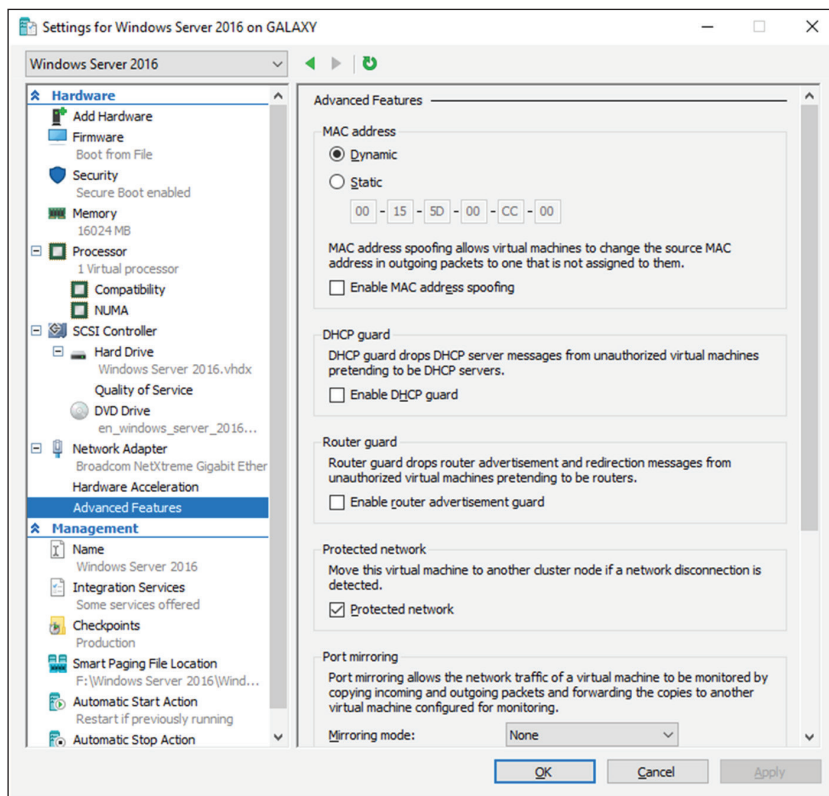 Settings for Windows Server 2016 on GALAXY
Windows Server 2016
Hardware
Add Hardware
Firmware
Boot from File
Security
Secure Boot enabled
Memory
16024 MB
Processor
1 Virtual processor
Compatibility
NUMA
SCSI Controller
Hard Drive
Windows Server 2016.vhdx
Quality of Service
DVD Drive
en_windows_server_2016...
Network Adapter
Broadcom NetXtreme Gigabit Ether
Hardware Acceleration
Advanced Features
Management
Name
Windows Server 2016
Integration Services
Some services offered
Checkpoints
Production
Smart Paging File Location
F:\Windows Server 2016\Wind...
Automatic Start Action
Restart if previously running
Automatic Stop Action
Advanced Features
MAC address
Dynamic
Static
00 - 15 - 5D - 00 - CC - 00
MAC address spoofing allows virtual machines to change the source MAC
address in outgoing packets to one that is not assigned to them.
Enable MAC address spoofing
DHCP guard
DHCP guard drops DHCP server messages from unauthorized virtual machines
pretending to be DHCP servers.
Enable DHCP guard
Router guard
Router guard drops router advertisement and redirection messages from
unauthorized virtual machines pretending to be routers.
Enable router advertisement guard
Protected network
Move this virtual machine to another cluster node if a network disconnection is
detected.
Protected network
Port mirroring
Port mirroring allows the network traffic of a virtual machine to be monitored by
copying incoming and outgoing packets and forwarding the copies to another
virtual machine configured for monitoring.
Mirroring mode: None
OK Cancel Apply